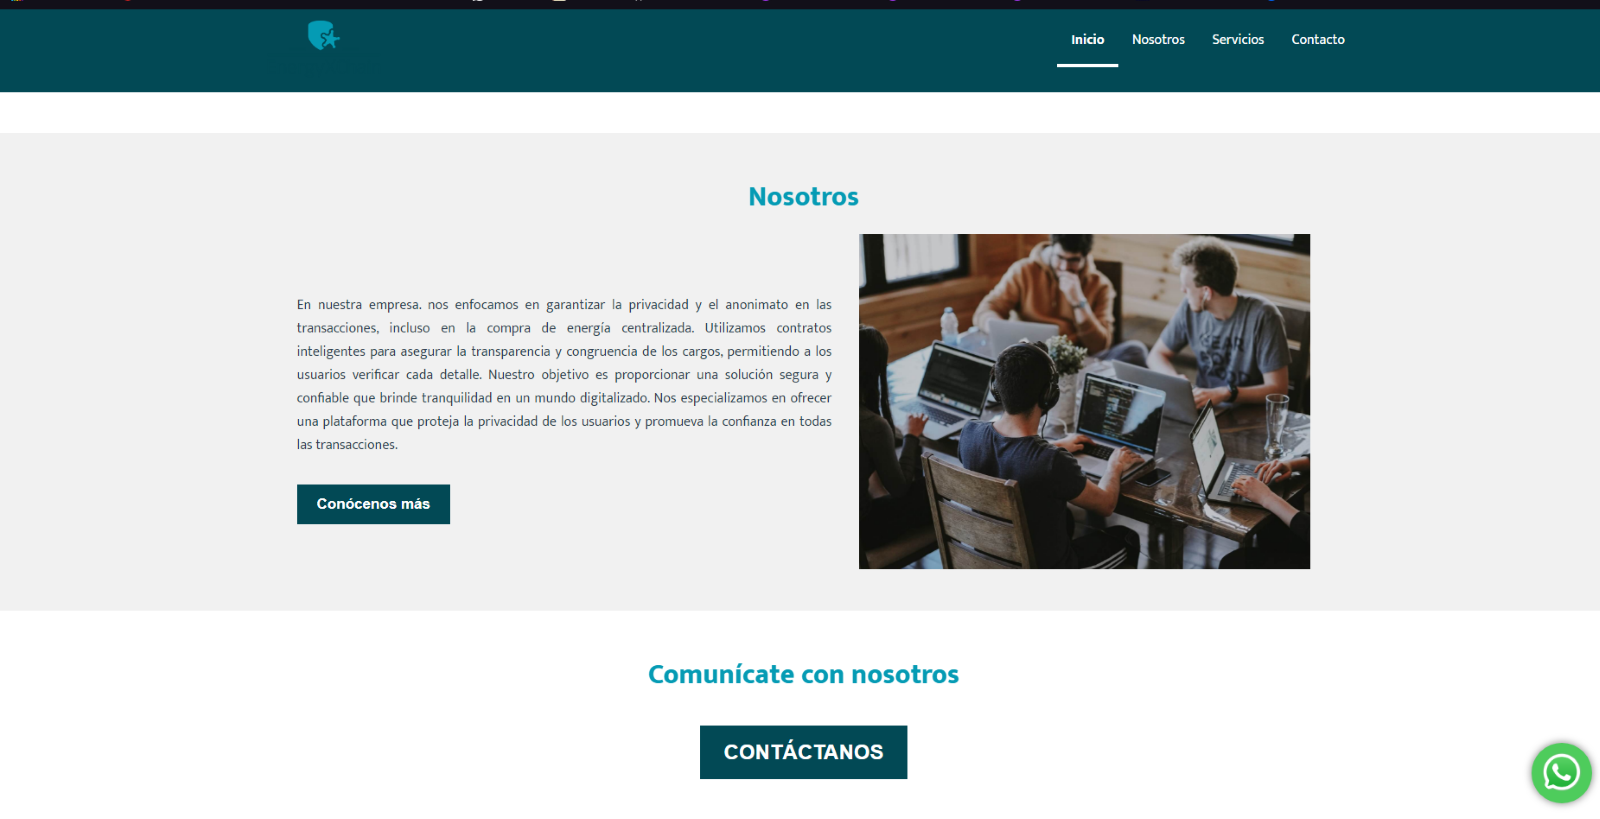 Inicio Nosotros Servicios Contacto
Nosotros
En nuestra empresa. nos enfocamos en garantizar la privacidad y el anonimato en las
transacciones, incluso en la compra de energía centralizada. Utilizamos contratos
inteligentes para asegurar la transparencia y congruencia de los cargos, permitiendo a los
usuarios verificar cada detalle. Nuestro objetivo es proporcionar una solución segura y
confiable que brinde tranquilidad en un mundo digitalizado. Nos especializamos en ofrecer
una plataforma que proteja la privacidad de los usuarios y promueva la confianza en todas
las transacciones.
Conócenos más
Comunícate con nosotros
CONTÁCTANOS